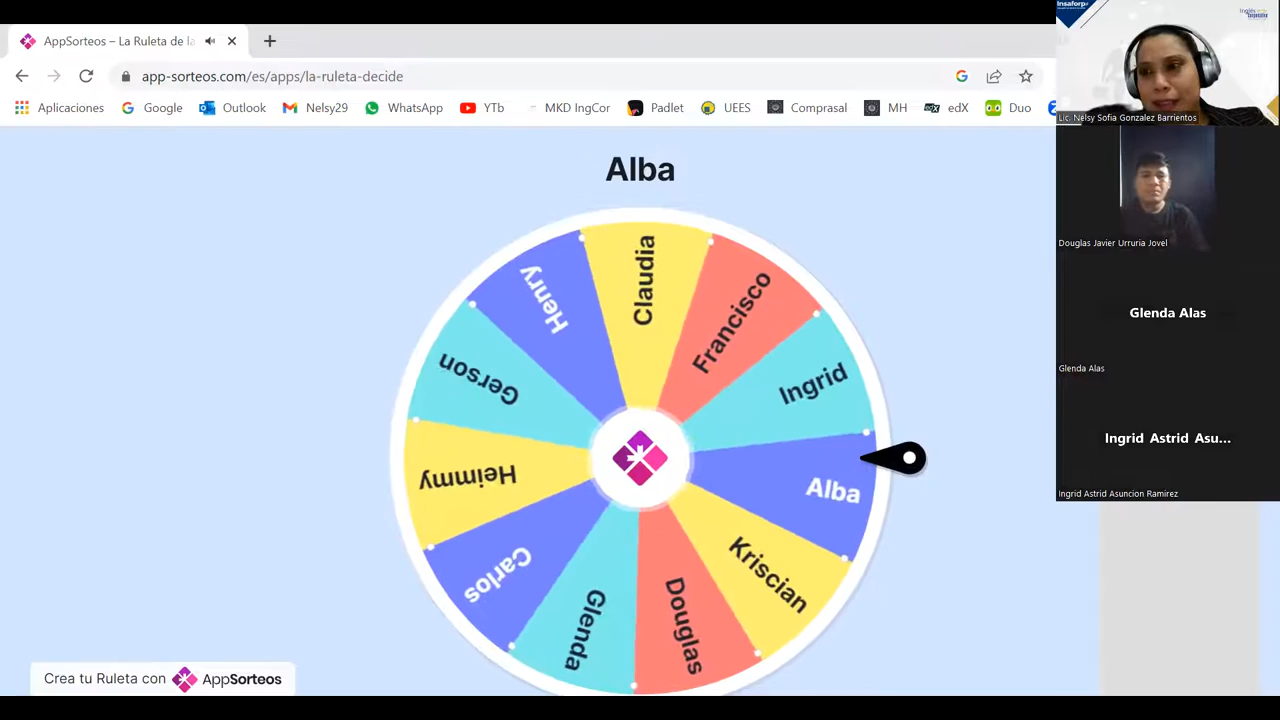 AppSorteos – La Ruleta de la
app-sorteos.com/es/apps/la-ruleta-decide
Aplicaciones
Google
Outlook
Nelsy29
WhatsApp
YTb
MKD IngCor
Padlet
UEES
Comprasal
MH
edX
Duo
Alba
Claudia
Francisco
Ingrid
Alba
Kriscian
Douglas
Glenda
Carlos
Heimmy
Gerson
Henry
Crea tu Ruleta con AppSorteos
Insaforp
Lic. Nelsy Sofia Gonzalez Barrientos
Douglas Javier Urruria Jovel
Glenda Alas
Glenda Alas
Ingrid Astrid Asu...
Ingrid Astrid Asuncion Ramirez